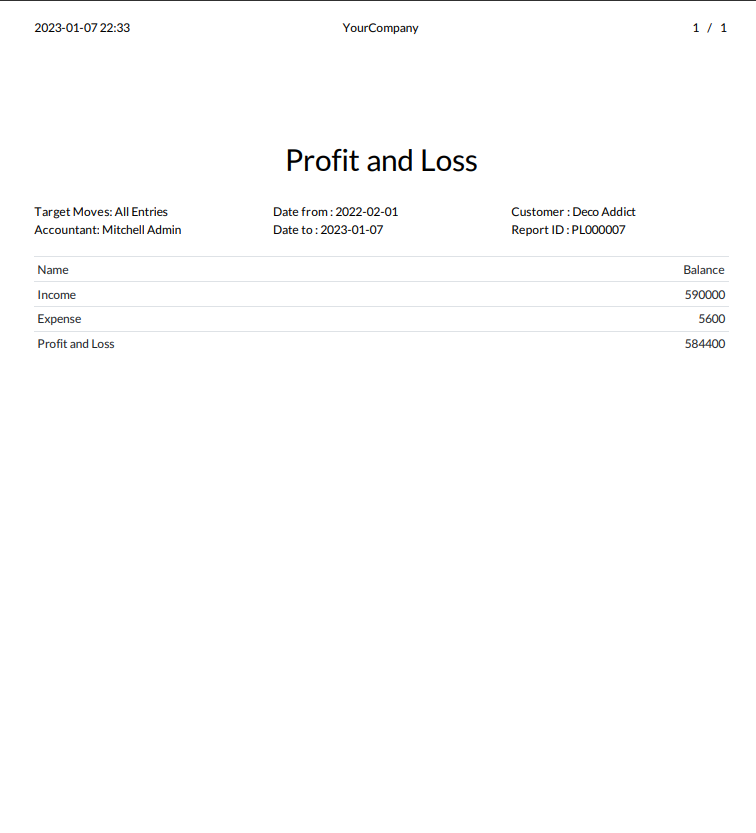 2023-01-07 22:33 YourCompany 1 / 1
Profit and Loss
Target Moves: All Entries Date from : 2022-02-01 Customer : Deco Addict
Accountant: Mitchell Admin Date to : 2023-01-07 Report ID : PL000007
Name Balance
Income 590000
Expense 5600
Profit and Loss 584400